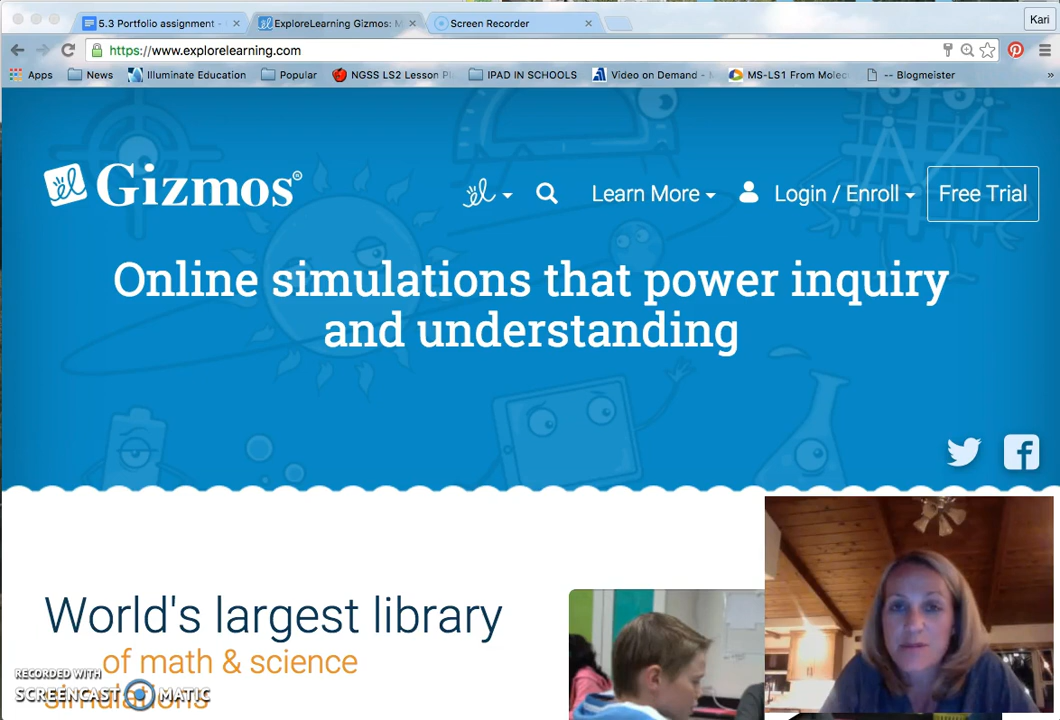 5.3 Portfolio assignment -
ExploreLearning Gizmos: M
Screen Recorder
Kari
https://www.explorelearning.com
Apps
News
Illuminate Education
Popular
NGSS LS2 Lesson Pl
IPAD IN SCHOOLS
Video on Demand -
MS-LS1 From Molec
-- Blogmeister
»
Gizmos®
el
Learn More
Login / Enroll
Free Trial
Online simulations that power inquiry
and understanding
World's largest library
of math & science
simulations
RECORDED WITH
SCREENCAST MATIC